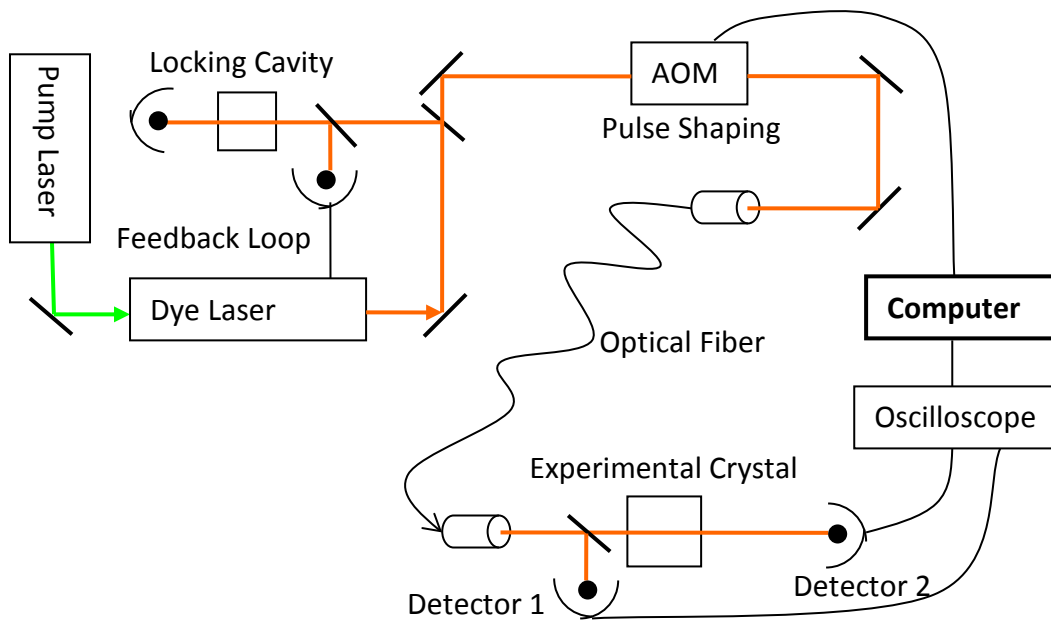 Pump Laser
Locking Cavity
AOM
Pulse Shaping
Feedback Loop
Dye Laser
Computer
Optical Fiber
Oscilloscope
Experimental Crystal
Detector 1
Detector 2